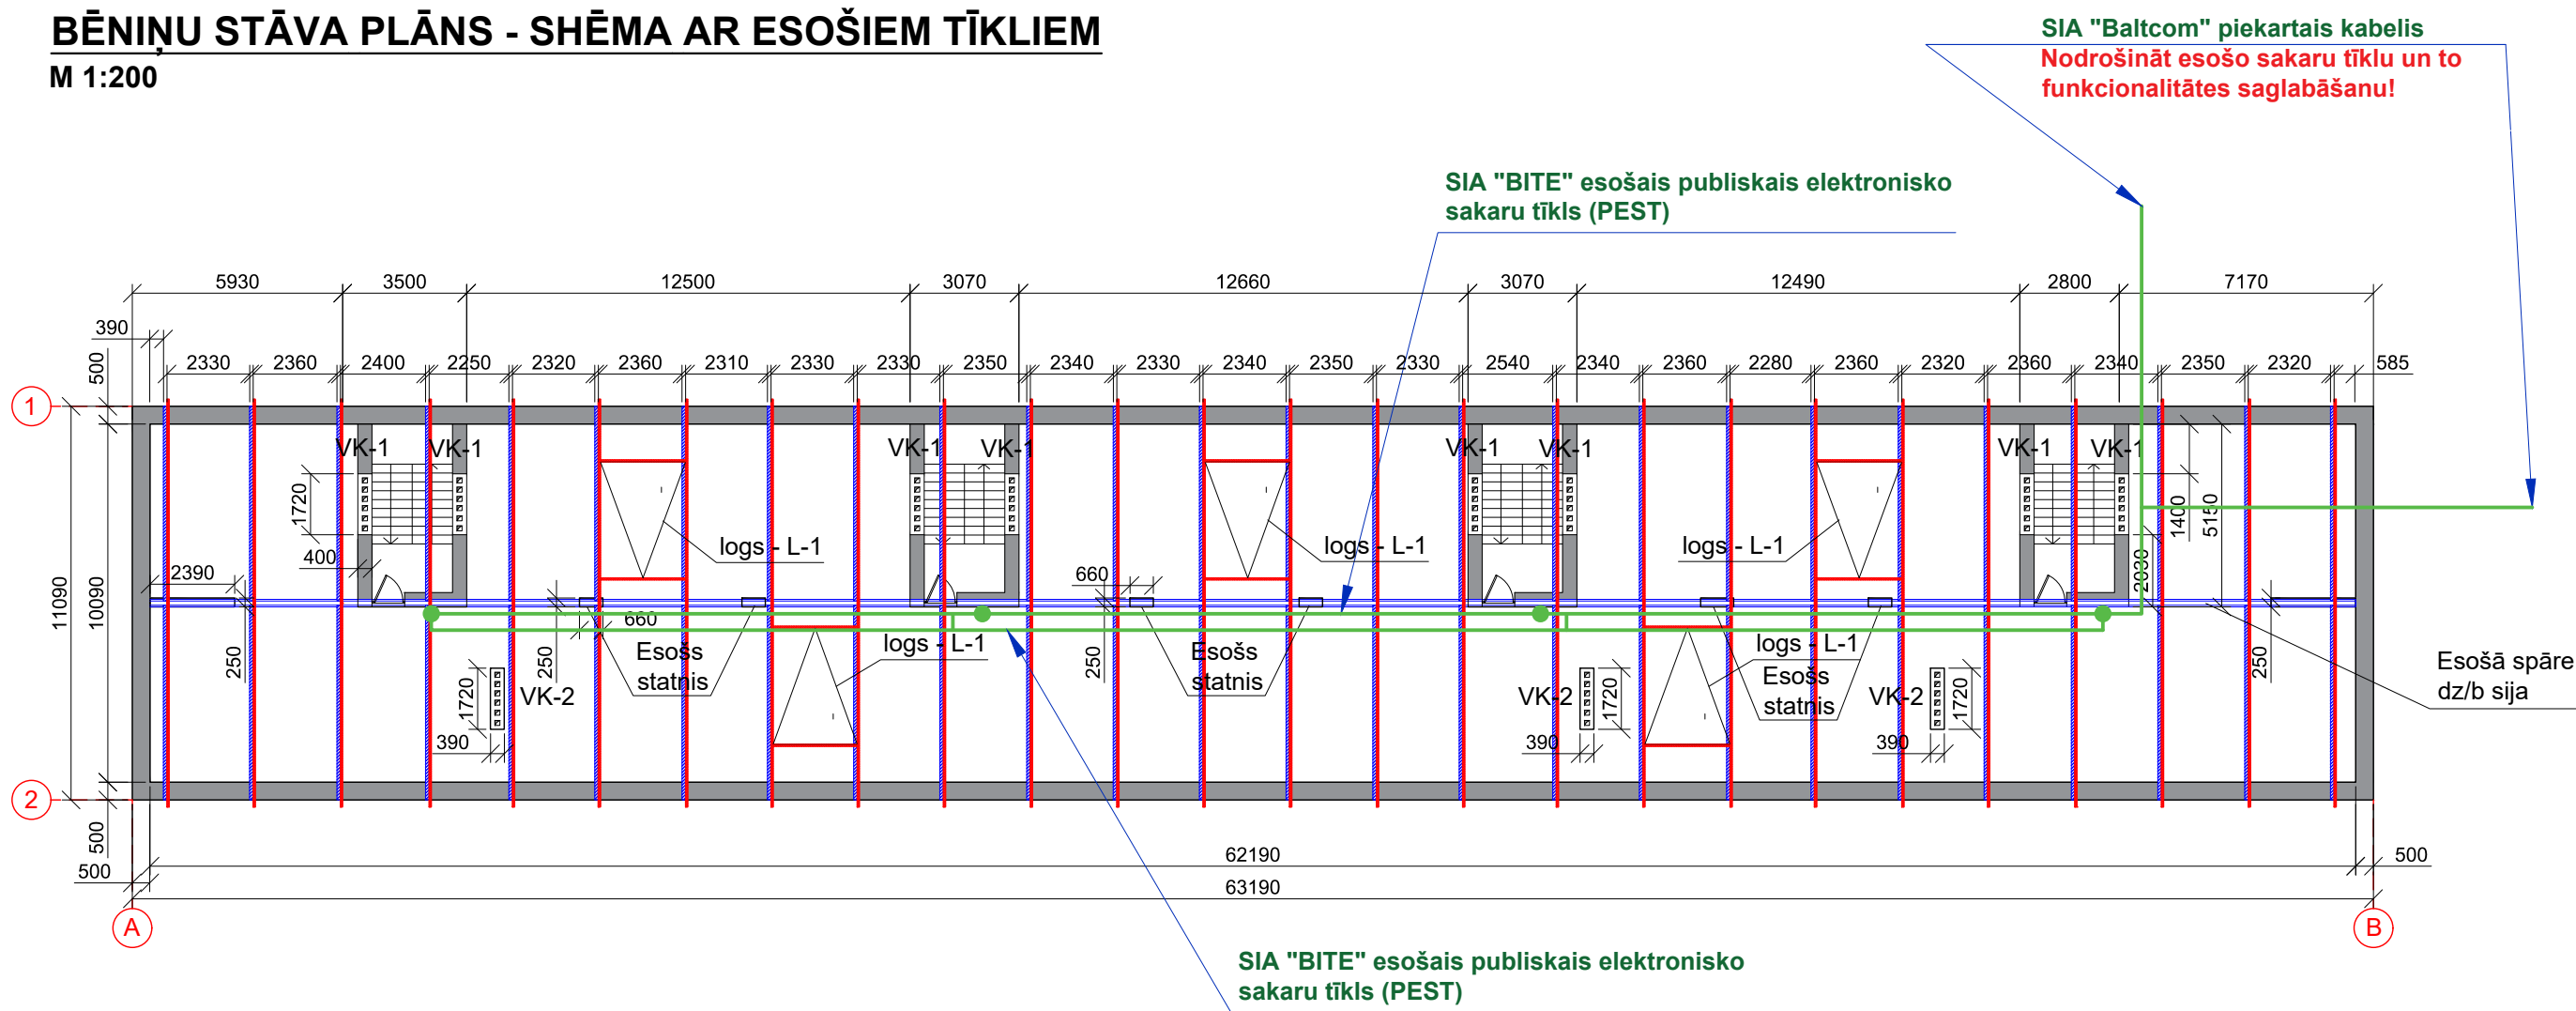 BĒNIŅU STĀVA PLĀNS - SHĒMA AR ESOŠIEM TĪKLIEM
M 1:200
SIA "Baltcom" piekartais kabelis
Nodrošināt esošo sakaru tīklu un to
funkcionalitātes saglabāšanu!
SIA "BITE" esošais publiskais elektronisko
sakaru tīkls (PEST)
5930 3500 12500 3070 12660 3070 12490 2800 7170
390
500
2330 2360 2400 2250 2320 2360 2310 2330 2330 2350 2340 2330 2340 2350 2330 2540 2340 2360 2280 2360 2320 2360 2340 2350 2320 585
1
VK-1 VK-1 VK-1 VK-1 VK-1 VK-1 VK-1 VK-1
1720
1400
5150
logs - L-1 logs - L-1 logs - L-1
400
2390
660
2030
11090
10090
660
250
250
250
250
Esošs
statnis
logs - L-1
Esošs
statnis
logs - L-1
Esošs
statnis
Esošā spāre
dz/b sija
1720
VK-2
VK-2
1720
VK-2
1720
390
390
390
2
500
62190
500
500
63190
A
B
SIA "BITE" esošais publiskais elektronisko
sakaru tīkls (PEST)